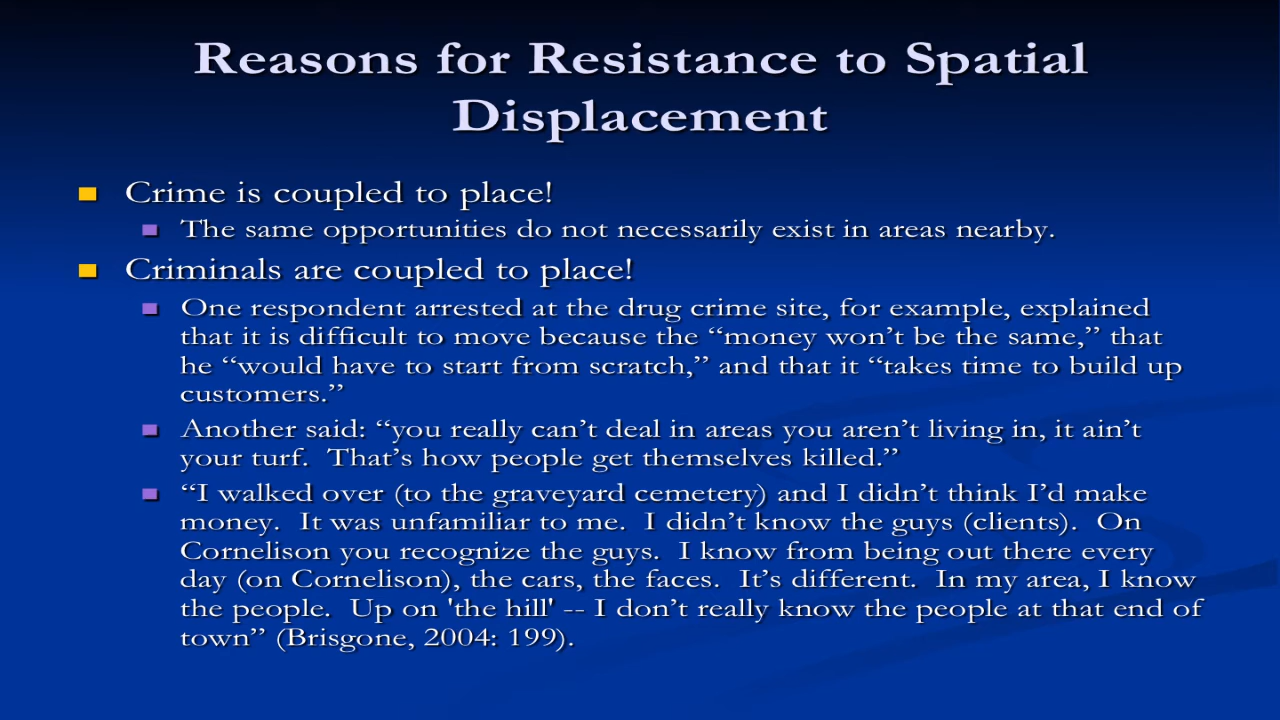 Reasons for Resistance to Spatial
Displacement
Crime is coupled to place!
The same opportunities do not necessarily exist in areas nearby.
Criminals are coupled to place!
One respondent arrested at the drug crime site, for example, explained
that it is difficult to move because the “money won’t be the same,” that
he “would have to start from scratch,” and that it “takes time to build up
customers.”
Another said: “you really can’t deal in areas you aren’t living in, it ain’t
your turf.  That’s how people get themselves killed.”
“I walked over (to the graveyard cemetery) and I didn’t think I’d make
money.  It was unfamiliar to me.  I didn’t know the guys (clients).  On
Cornelison you recognize the guys.  I know from being out there every
day (on Cornelison), the cars, the faces.  It’s different.  In my area, I know
the people.  Up on 'the hill' -- I don’t really know the people at that end of
town” (Brisgone, 2004: 199).